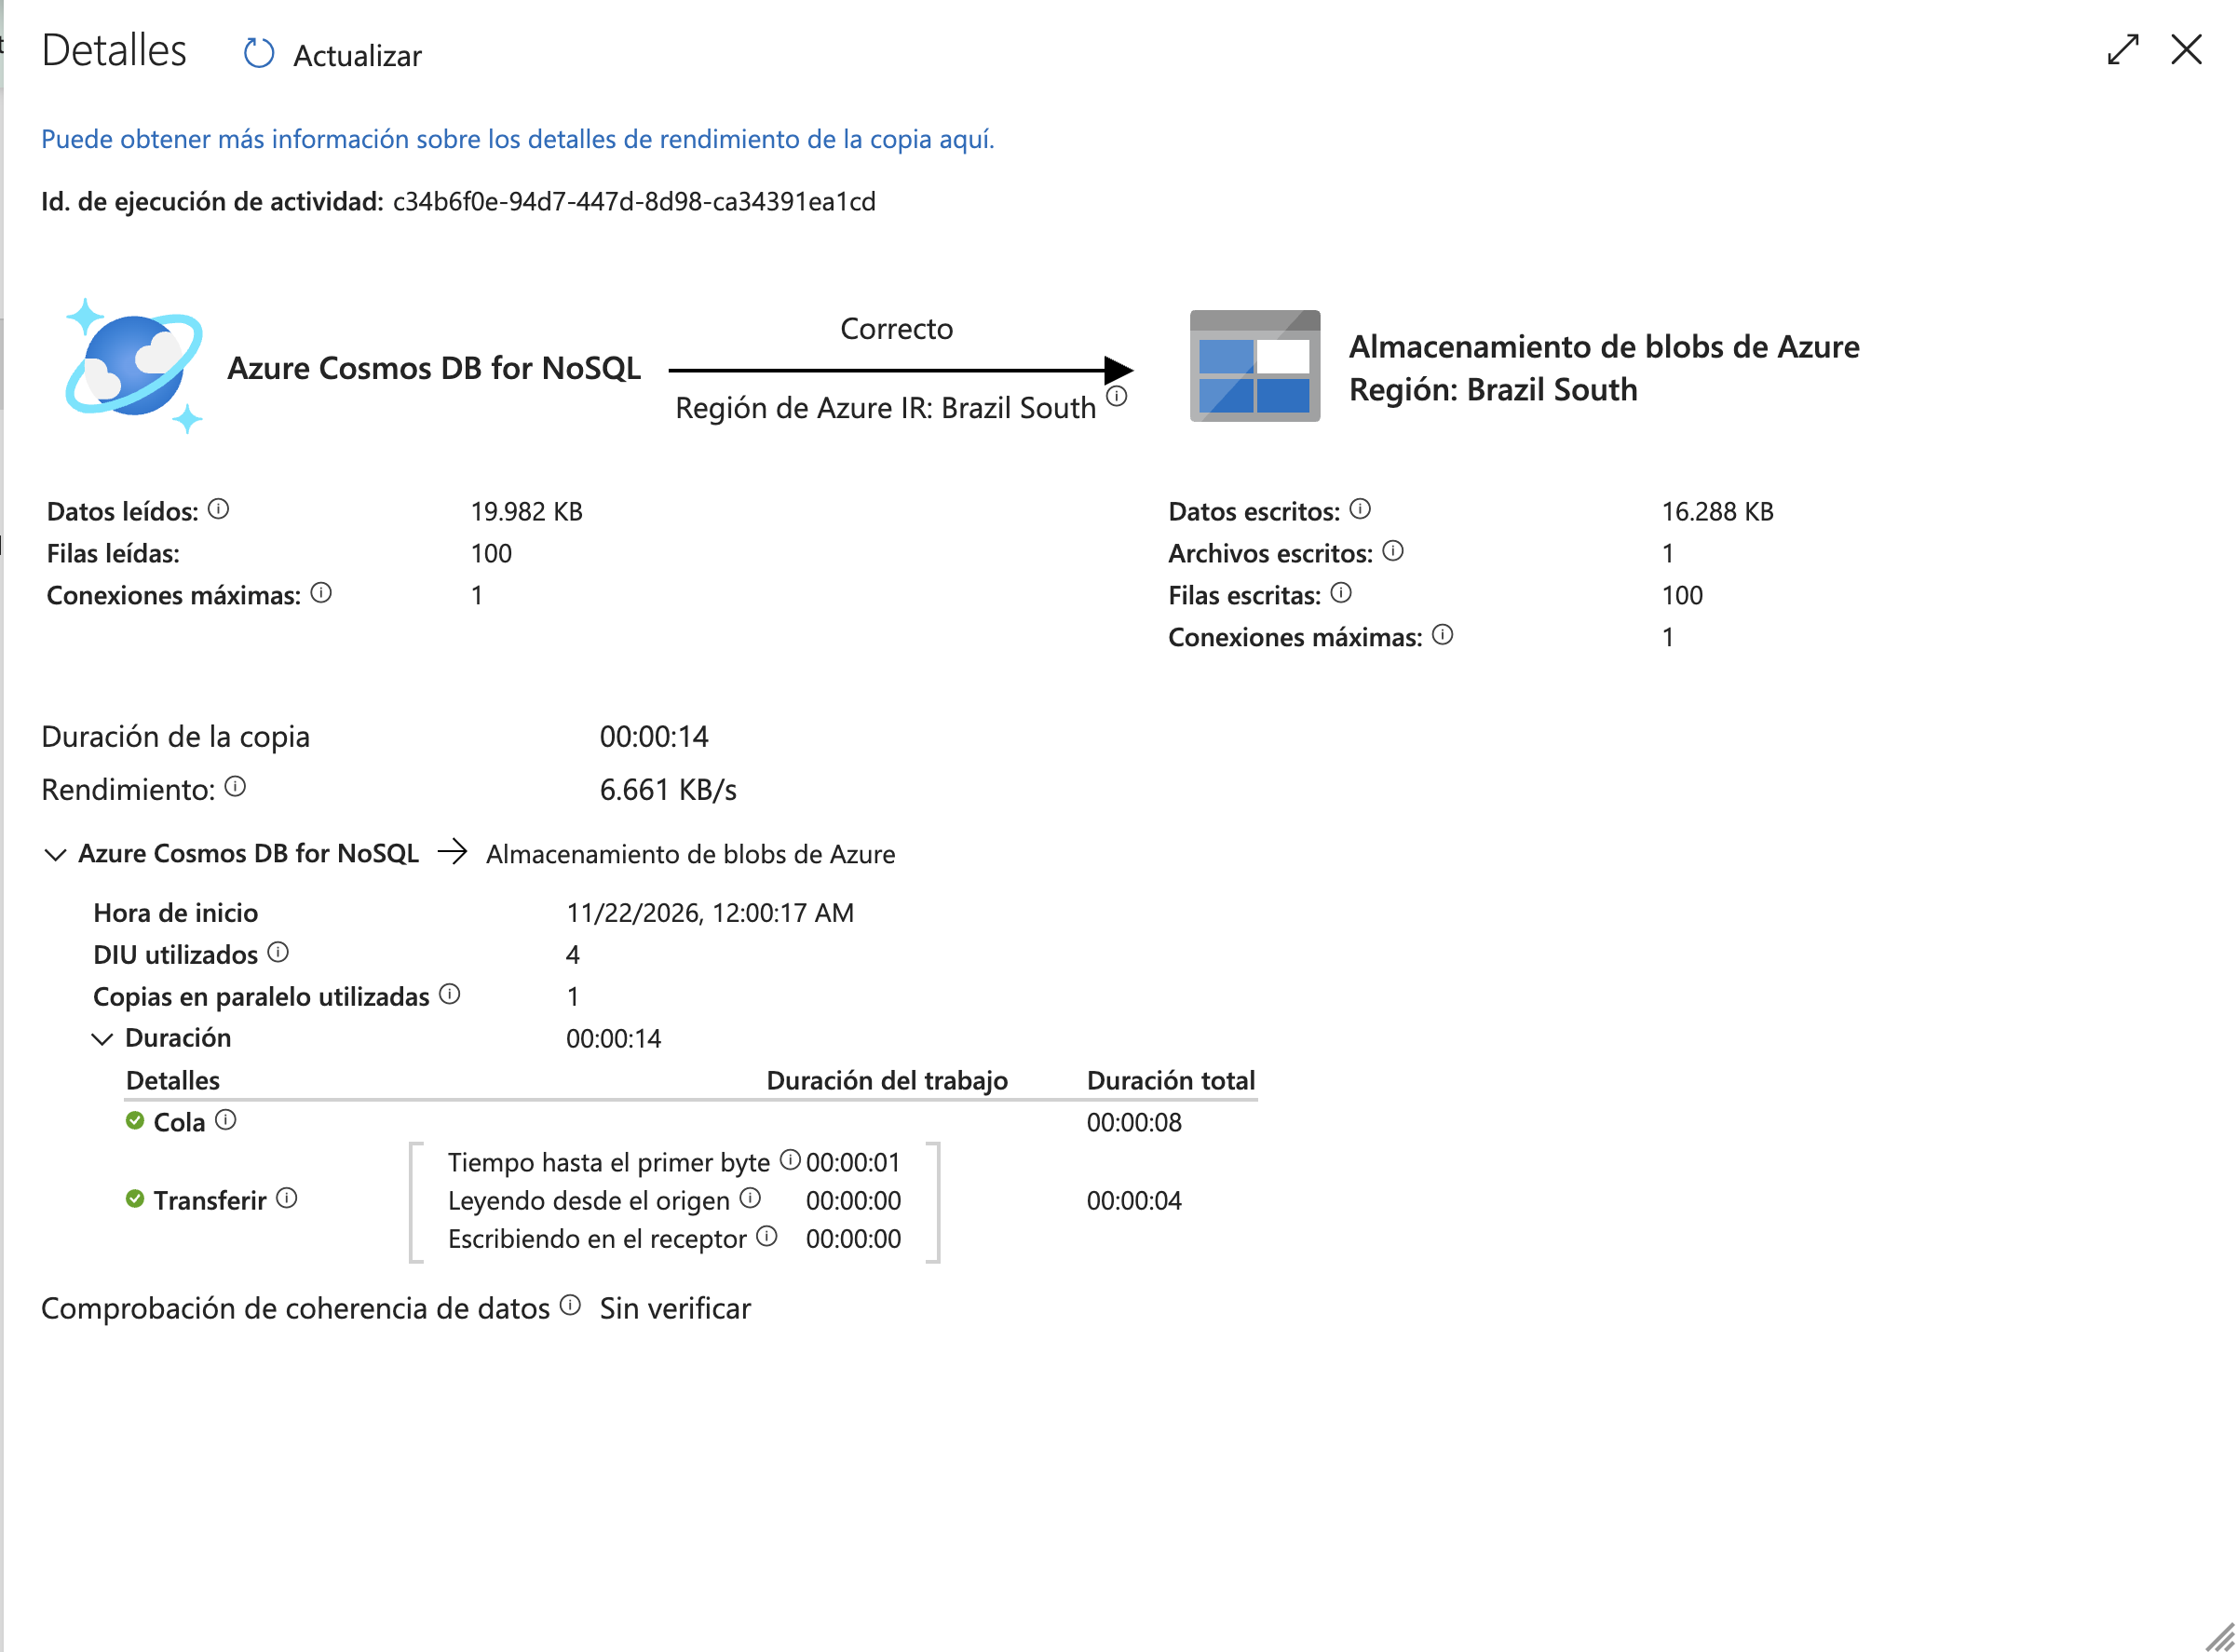 Detalles Actualizar
Puede obtener más información sobre los detalles de rendimiento de la copia aquí.
Id. de ejecución de actividad: c34b6f0e-94d7-447d-8d98-ca34391ea1cd
Azure Cosmos DB for NoSQL
Correcto
Región de Azure IR: Brazil South
Almacenamiento de blobs de Azure
Región: Brazil South
Datos leídos: 19.982 KB
Filas leídas: 100
Conexiones máximas: 1
Datos escritos: 16.288 KB
Archivos escritos: 1
Filas escritas: 100
Conexiones máximas: 1
Duración de la copia 00:00:14
Rendimiento: 6.661 KB/s
Azure Cosmos DB for NoSQL → Almacenamiento de blobs de Azure
Hora de inicio 11/22/2026, 12:00:17 AM
DIU utilizados 4
Copias en paralelo utilizadas 1
Duración 00:00:14
Detalles Duración del trabajo Duración total
Cola 00:00:08
Tiempo hasta el primer byte 00:00:01
Transferir Leyendo desde el origen 00:00:00 00:00:04
Escribiendo en el receptor 00:00:00
Comprobación de coherencia de datos Sin verificar